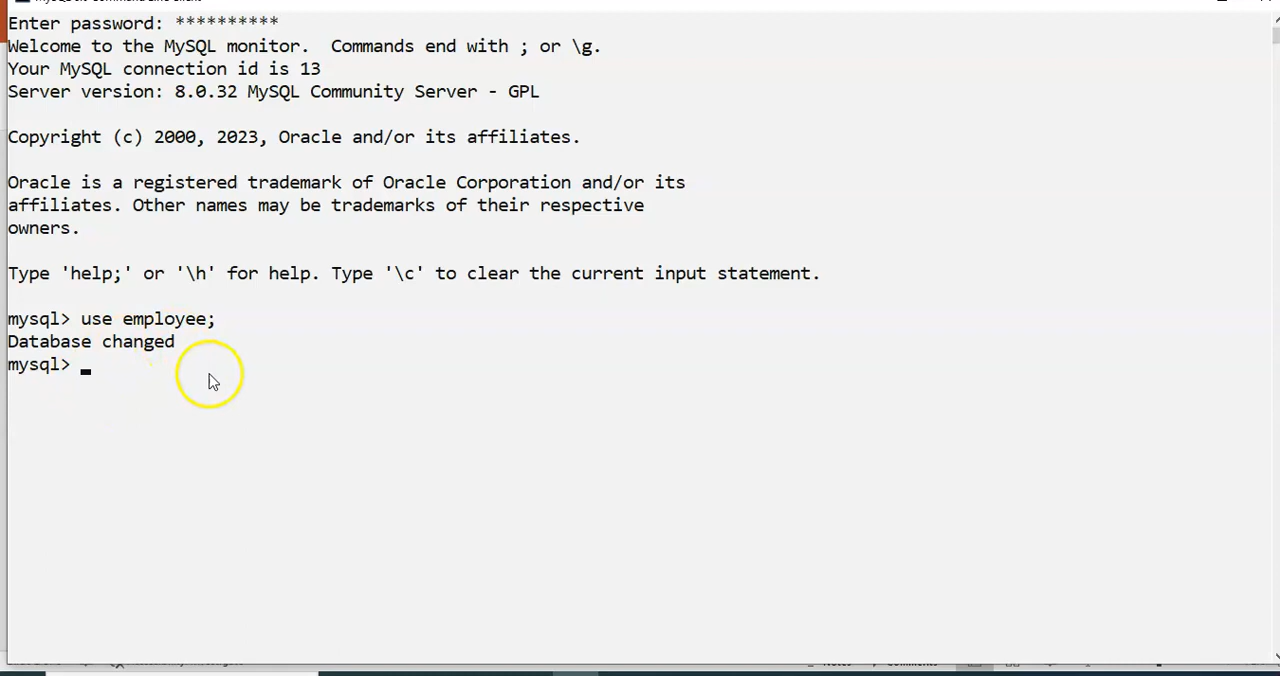 Enter password: **********
Welcome to the MySQL monitor.  Commands end with ; or \g.
Your MySQL connection id is 13
Server version: 8.0.32 MySQL Community Server - GPL
Copyright (c) 2000, 2023, Oracle and/or its affiliates.
Oracle is a registered trademark of Oracle Corporation and/or its
affiliates. Other names may be trademarks of their respective
owners.
Type 'help;' or '\h' for help. Type '\c' to clear the current input statement.
mysql> use employee;
Database changed
mysql>